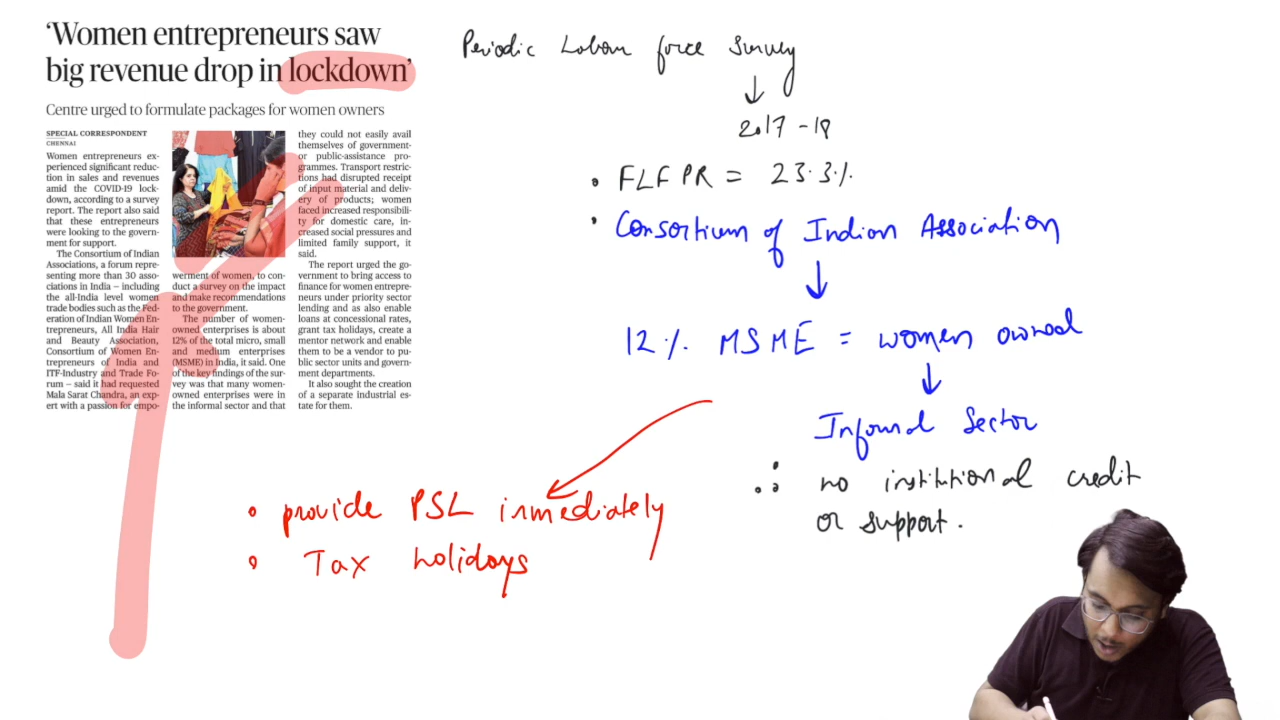 ‘Women entrepreneurs saw
big revenue drop in lockdown’
Centre urged to formulate packages for women owners
SPECIAL CORRESPONDENT
CHENNAI
Women entrepreneurs ex-
perienced significant reduc-
tion in sales and revenues
amid the COVID-19 lock-
down, according to a survey
report. The report also said
that these entrepreneurs
were looking to the govern-
ment for support.
The Consortium of Indian
Associations, a forum repre-
senting more than 30 asso-
ciations in India – including
the all-India level women
trade bodies such as the Fed-
eration of Indian Women En-
trepreneurs, All India Hair
and Beauty Association,
Consortium of Women En-
trepreneurs of India and
ITF-Industry and Trade Fo-
rum – said it had requested
Mala Sarat Chandra, an exp-
ert with a passion for empo-
werment of women, to con-
duct a survey on the impact
and make recommendations
to the government.
The number of women-
owned enterprises is about
12% of the total micro, small
and medium enterprises
(MSME) in India, it said. One
of the key findings of the sur-
vey was that many women-
owned enterprises were in
the informal sector and that
they could not easily avail
themselves of government-
or public-assistance pro-
grammes. Transport restric-
tions had disrupted receipt
of input material and deliv-
ery of products; women
faced increased responsibili-
ty for domestic care, in-
creased social pressures and
limited family support, it
said.
The report urged the go-
vernment to bring access to
finance for women entrepre-
neurs under priority sector
lending and as also enable
loans at concessional rates,
grant tax holidays, create a
mentor network and enable
them to be a vendor to pu-
blic sector units and govern-
ment departments.
It also sought the creation
of a separate industrial es-
tate for them.
Periodic Labour force Survey
↓
2017-18
• FLFPR = 23.3%
• Consortium of Indian Association
↓
12% MSME = women owned
↓
Informal Sector
∴ no institutional credit
or support.
• provide PSL immediately
• Tax holidays